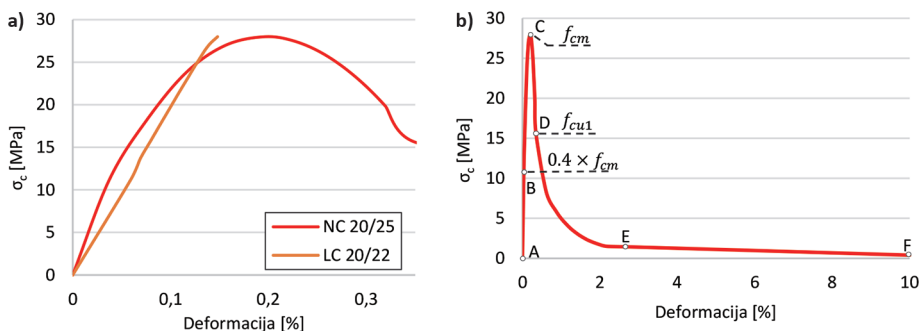 a)
σc [MPa]
30
25
20
15
10
5
0
0
0,1
0,2
0,3
Deformacija [%]
NC 20/25
LC 20/22
b)
σc [MPa]
30
25
20
15
10
5
0
0
2
4
6
8
10
Deformacija [%]
A
B
C
D
E
F
fcm
fcu1
0.4 × fcm